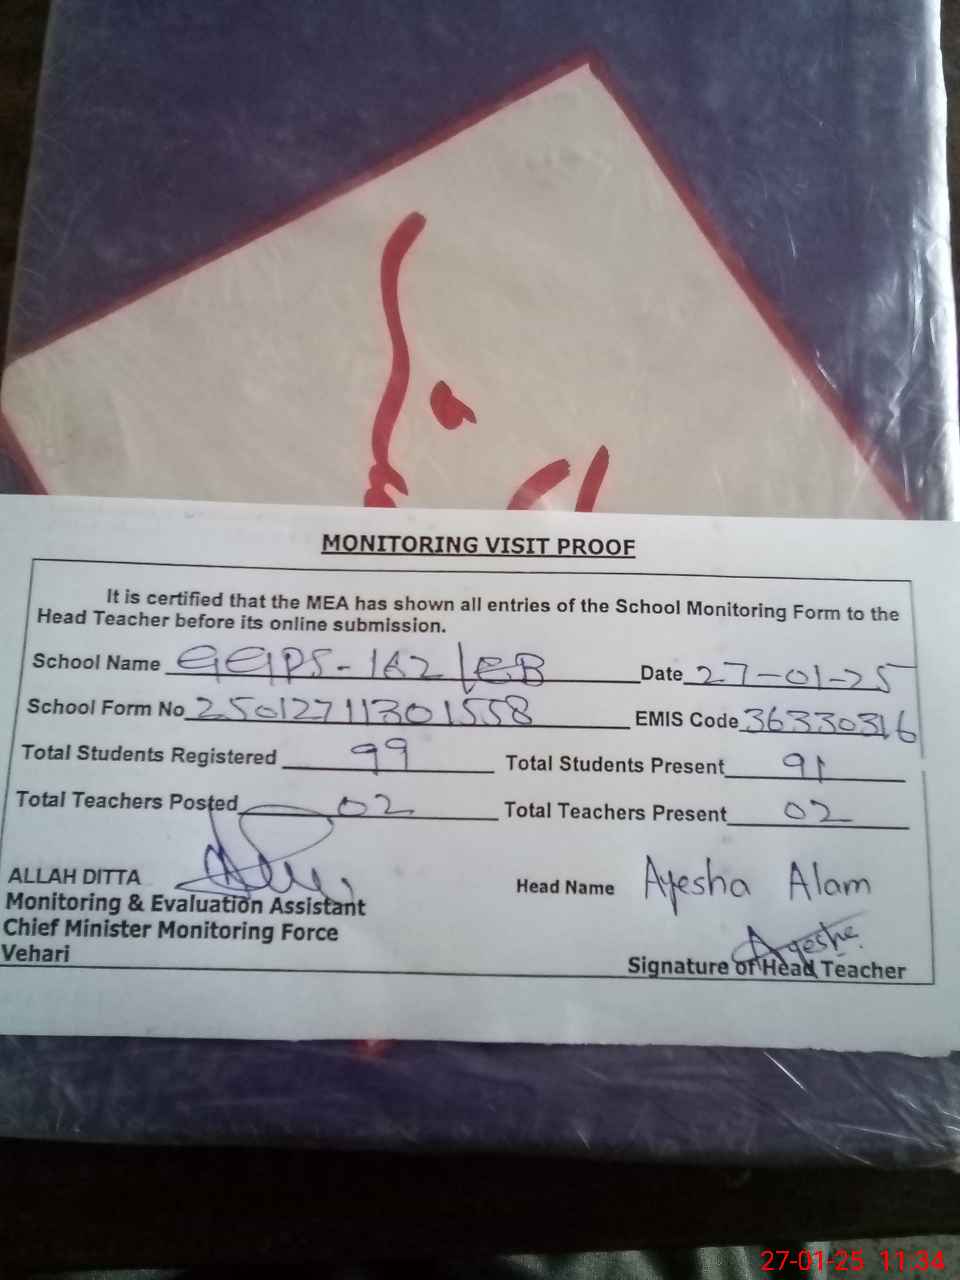 MONITORING VISIT PROOF
It is certified that the MEA has shown all entries of the School Monitoring Form to the
Head Teacher before its online submission.
School Name GGPS-162/EB Date 27-01-25
School Form No 25012711301558 EMIS Code 36330316
Total Students Registered 99 Total Students Present 91
Total Teachers Posted 02 Total Teachers Present 02
ALLAH DITTA Head Name Ayesha Alam
Monitoring & Evaluation Assistant
Chief Minister Monitoring Force
Ayesha
Vehari Signature of Head Teacher
27-01-25 11:34